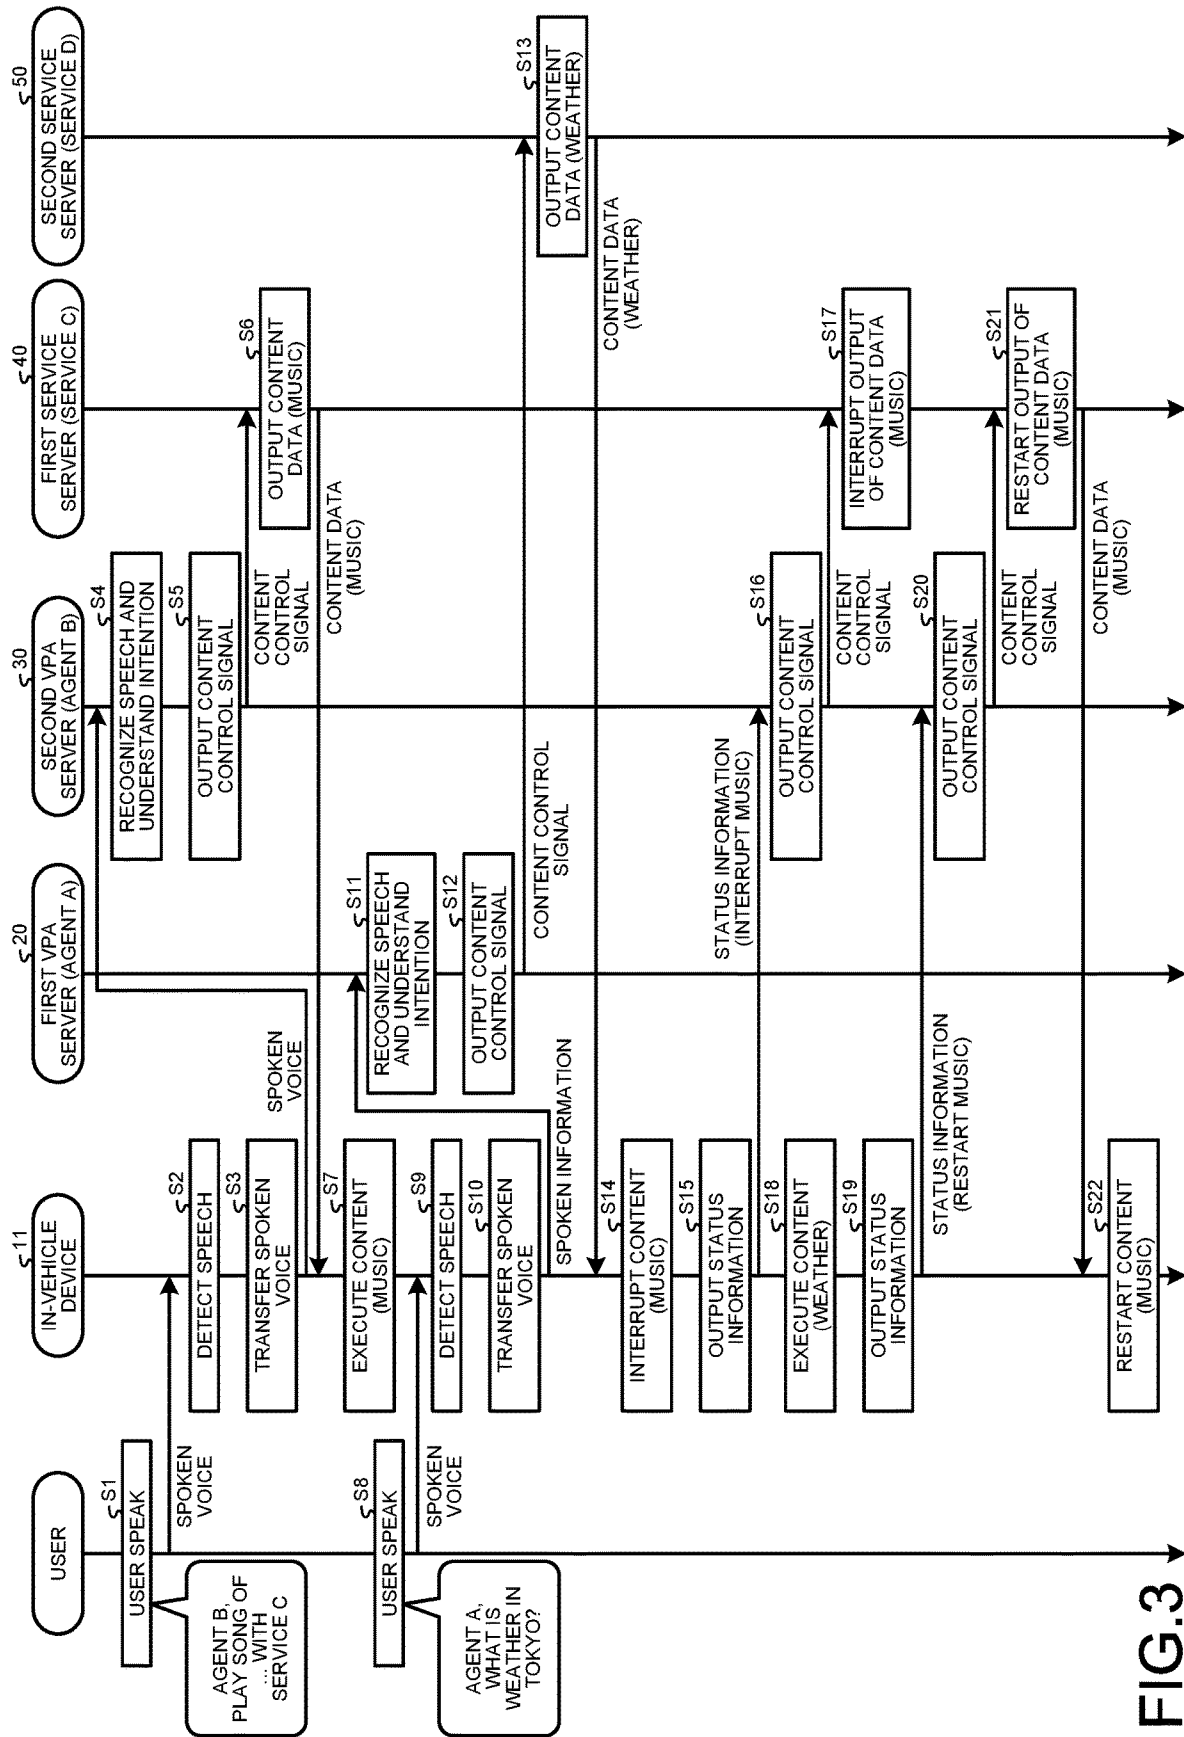 USER
IN-VEHICLE
DEVICE
11
FIRST VPA
SERVER (AGENT A)
20
SECOND VPA
SERVER (AGENT B)
30
FIRST SERVICE
SERVER (SERVICE C)
40
SECOND SERVICE
SERVER (SERVICE D)
50
S1
USER SPEAK
AGENT B,
PLAY SONG OF
... WITH
SERVICE C
SPOKEN
VOICE
S2
DETECT SPEECH
S3
TRANSFER SPOKEN
VOICE
SPOKEN
VOICE
S4
RECOGNIZE SPEECH AND
UNDERSTAND INTENTION
S5
OUTPUT CONTENT
CONTROL SIGNAL
CONTENT
CONTROL
SIGNAL
S6
OUTPUT CONTENT
DATA (MUSIC)
CONTENT DATA
(MUSIC)
S7
EXECUTE CONTENT
(MUSIC)
S8
USER SPEAK
AGENT A,
WHAT IS
WEATHER IN
TOKYO?
SPOKEN
VOICE
S9
DETECT SPEECH
S10
TRANSFER SPOKEN
VOICE
SPOKEN INFORMATION
S11
RECOGNIZE SPEECH
AND UNDERSTAND
INTENTION
S12
OUTPUT CONTENT
CONTROL SIGNAL
CONTENT CONTROL
SIGNAL
S13
OUTPUT CONTENT
DATA (WEATHER)
CONTENT DATA
(WEATHER)
S14
INTERRUPT CONTENT
(MUSIC)
S15
OUTPUT STATUS
INFORMATION
STATUS INFORMATION
(INTERRUPT MUSIC)
S16
OUTPUT CONTENT
CONTROL SIGNAL
CONTENT
CONTROL
SIGNAL
S17
INTERRUPT OUTPUT
OF CONTENT DATA
(MUSIC)
S18
EXECUTE CONTENT
(WEATHER)
S19
OUTPUT STATUS
INFORMATION
STATUS INFORMATION
(RESTART MUSIC)
S20
OUTPUT CONTENT
CONTROL SIGNAL
CONTENT
CONTROL
SIGNAL
S21
RESTART OUTPUT OF
CONTENT DATA
(MUSIC)
CONTENT DATA
(MUSIC)
S22
RESTART CONTENT
(MUSIC)
FIG.3